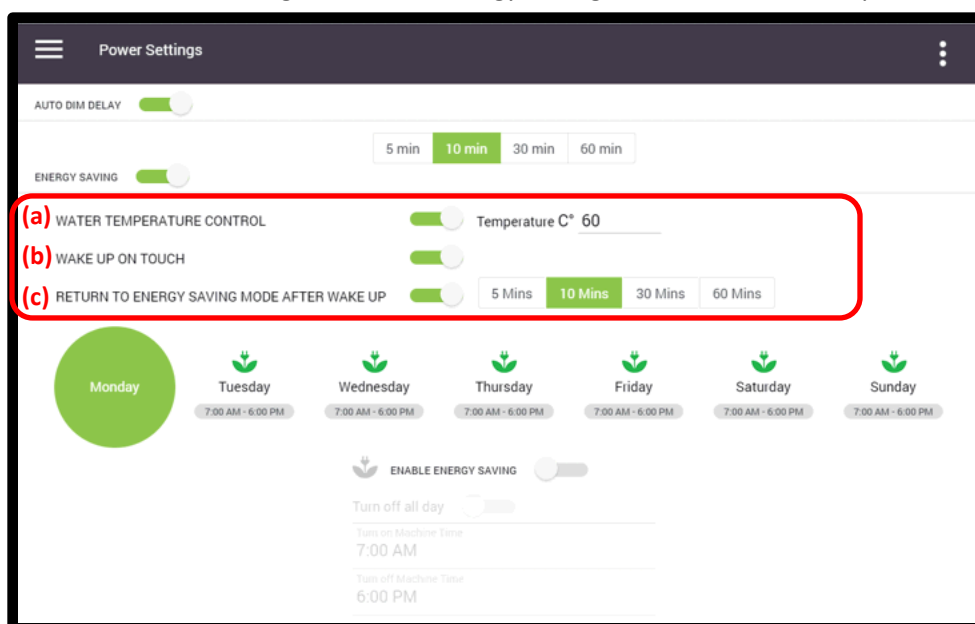 Power Settings
AUTO DIM DELAY
5 min 10 min 30 min 60 min
ENERGY SAVING
(a) WATER TEMPERATURE CONTROL Temperature C° 60
(b) WAKE UP ON TOUCH
(c) RETURN TO ENERGY SAVING MODE AFTER WAKE UP 5 Mins 10 Mins 30 Mins 60 Mins
Monday Tuesday Wednesday Thursday Friday Saturday Sunday
7:00 AM - 6:00 PM 7:00 AM - 6:00 PM 7:00 AM - 6:00 PM 7:00 AM - 6:00 PM 7:00 AM - 6:00 PM 7:00 AM - 6:00 PM
ENABLE ENERGY SAVING
Turn off all day
Turn on Machine Time
7:00 AM
Turn off Machine Time
6:00 PM